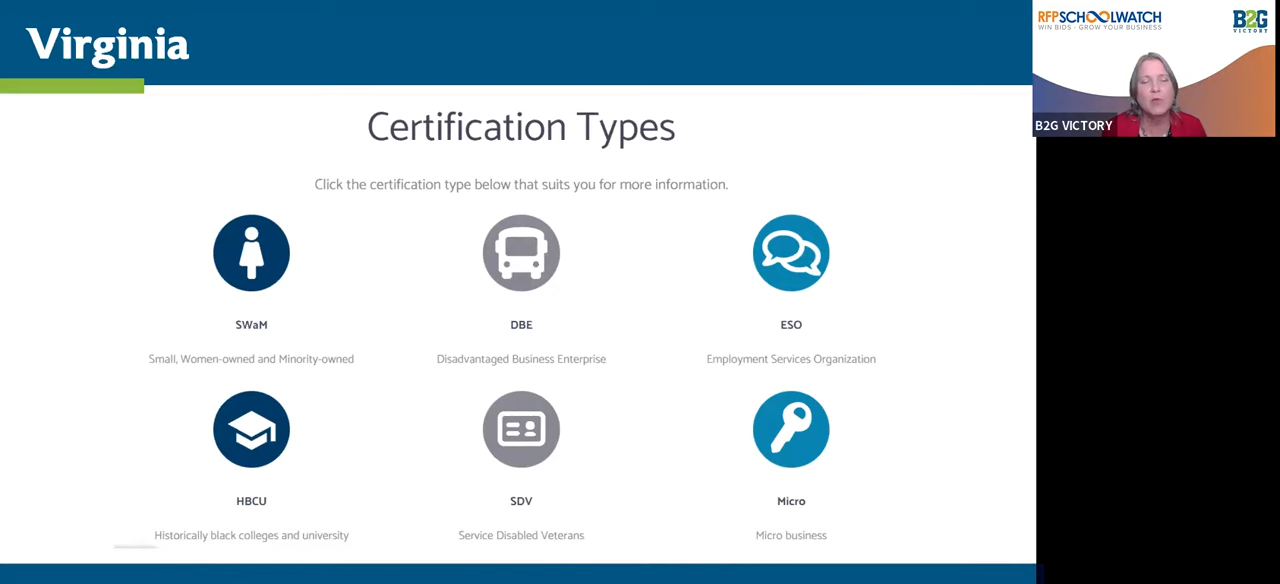 Virginia
RFPSCHOOLWATCH
WIN BIDS - GROW YOUR BUSINESS
B2G
VICTORY
B2G VICTORY
Certification Types
Click the certification type below that suits you for more information.
SWaM
DBE
ESO
Small, Women-owned and Minority-owned
Disadvantaged Business Enterprise
Employment Services Organization
HBCU
SDV
Micro
Historically black colleges and university
Service Disabled Veterans
Micro business